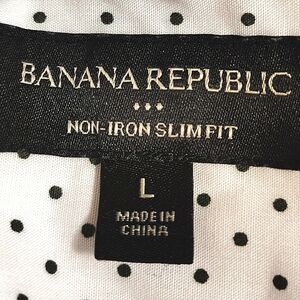 BANANA REPUBLIC
NON-IRON SLIM FIT
L
MADE IN
CHINA